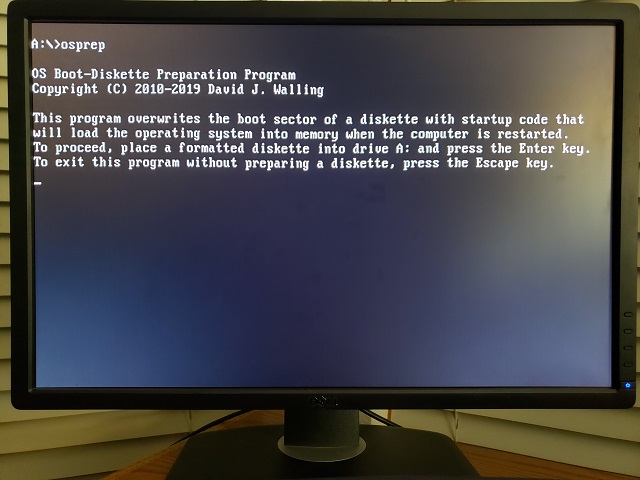 A:\>osprep
OS Boot-Diskette Preparation Program
Copyright (C) 2010-2019 David J. Walling
This program overwrites the boot sector of a diskette with startup code that
will load the operating system into memory when the computer is restarted.
To proceed, place a formatted diskette into drive A: and press the Enter key.
To exit this program without preparing a diskette, press the Escape key.